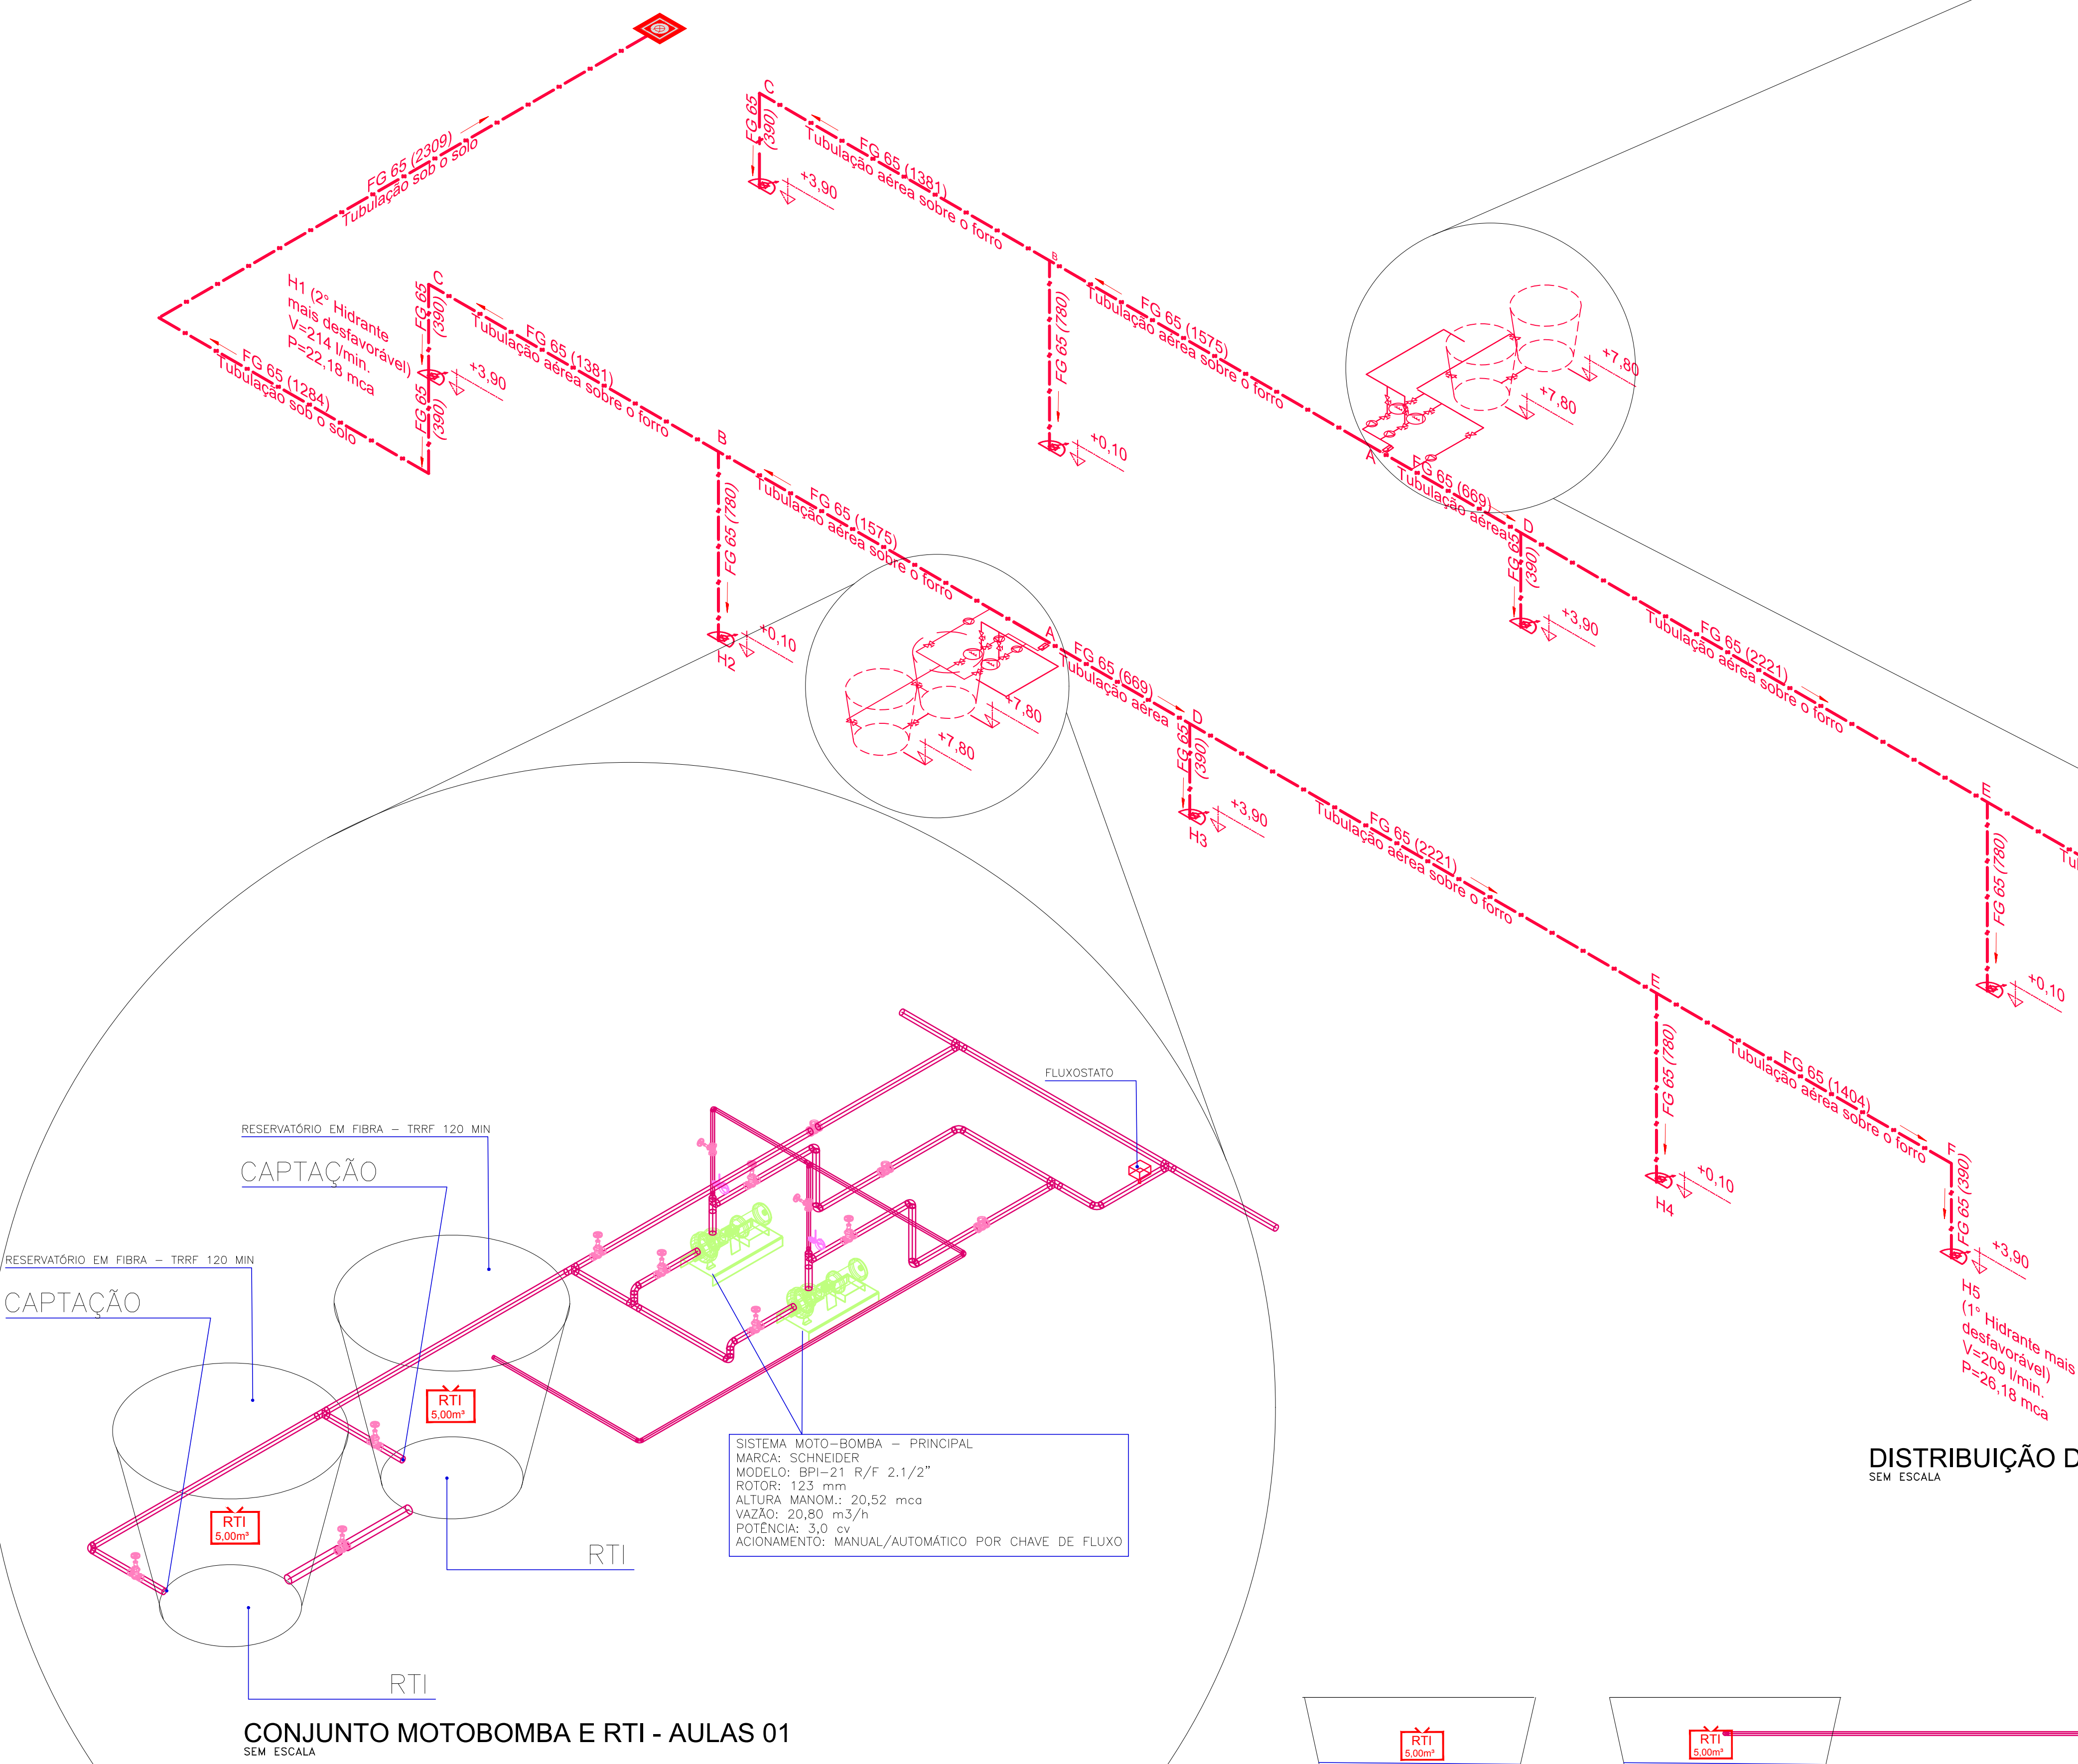 FG 65 (2309)
Tubulação sob o solo
FG 65 (1284)
Tubulação sob o solo
H1 (2° Hidrante
mais desfavorável)
V=214 l/min.
P=22,18 mca
C
FG 65
(390)
+3,90
FG 65
(390)
FG 65 (1381)
Tubulação aérea sobre o forro
B
FG 65 (780)
+0,10
H2
FG 65 (1575)
Tubulação aérea sobre o forro
A
+7,80
+7,80
FG 65 (669)
Tubulação aérea
D
FG 65
(390)
+3,90
H3
FG 65 (2221)
Tubulação aérea sobre o forro
E
FG 65 (780)
+0,10
H4
FG 65 (1404)
Tubulação aérea sobre o forro
F
FG 65 (390)
+3,90
H5
(1° Hidrante mais
desfavorável)
V=209 l/min.
P=26,18 mca
C
FG 65
(390)
+3,90
FG 65 (1381)
Tubulação aérea sobre o forro
B
FG 65 (780)
+0,10
FG 65 (1575)
Tubulação aérea sobre o forro
+7,80
+7,80
A
FG 65 (669)
Tubulação aérea
D
FG 65
(390)
+3,90
FG 65 (2221)
Tubulação aérea sobre o forro
E
FG 65 (780)
+0,10
DISTRIBUIÇÃO D
SEM ESCALA
FLUXOSTATO
RESERVATÓRIO EM FIBRA – TRRF 120 MIN
CAPTAÇÃO
RESERVATÓRIO EM FIBRA – TRRF 120 MIN
CAPTAÇÃO
RTI
5,00m³
RTI
5,00m³
RTI
RTI
SISTEMA MOTO–BOMBA – PRINCIPAL
MARCA: SCHNEIDER
MODELO: BPI–21 R/F 2.1/2”
ROTOR: 123 mm
ALTURA MANOM.: 20,52 mca
VAZÃO: 20,80 m3/h
POTÊNCIA: 3,0 cv
ACIONAMENTO: MANUAL/AUTOMÁTICO POR CHAVE DE FLUXO
CONJUNTO MOTOBOMBA E RTI - AULAS 01
SEM ESCALA
RTI
5,00m³
RTI
5,00m³